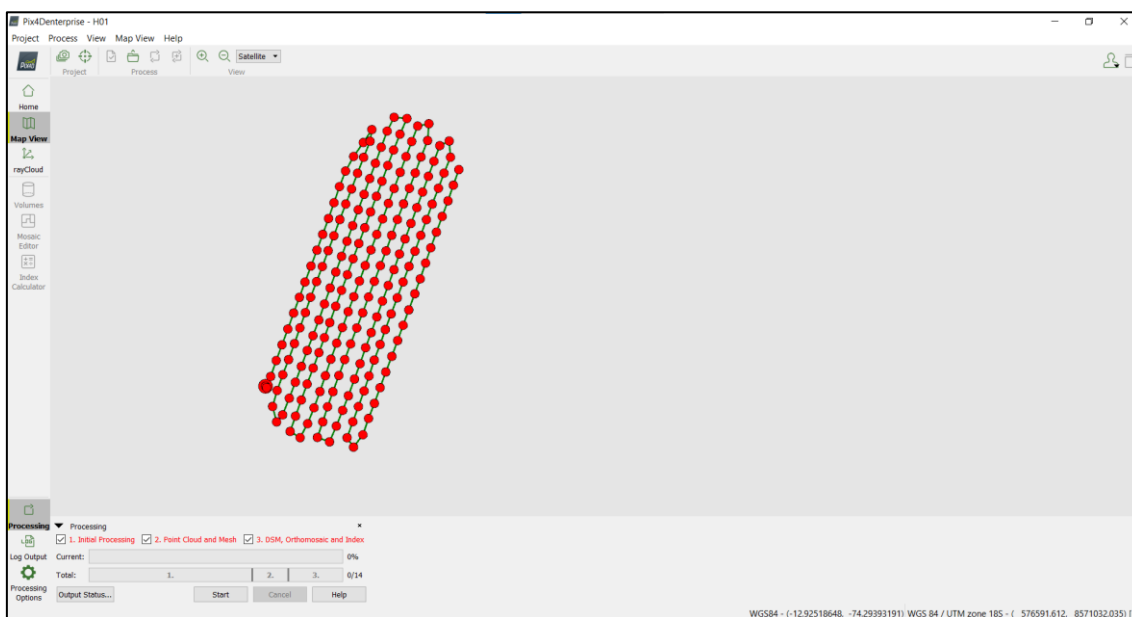 Pix4Denterprise - H01
Project Process View Map View Help
Satellite
Project Process View
Home
Map View
rayCloud
Volumes
Mosaic
Editor
Index
Calculator
Processing
Log Output
Processing
Options
Processing
1. Initial Processing 2. Point Cloud and Mesh 3. DSM, Orthomosaic and Index
Current: 0%
Total: 1. 2. 3. 0/14
Output Status... Start Cancel Help
WGS84 - (-12.92518648, -74.29393191) WGS 84 / UTM zone 18S - ( 576591.612, 8571032.035) [